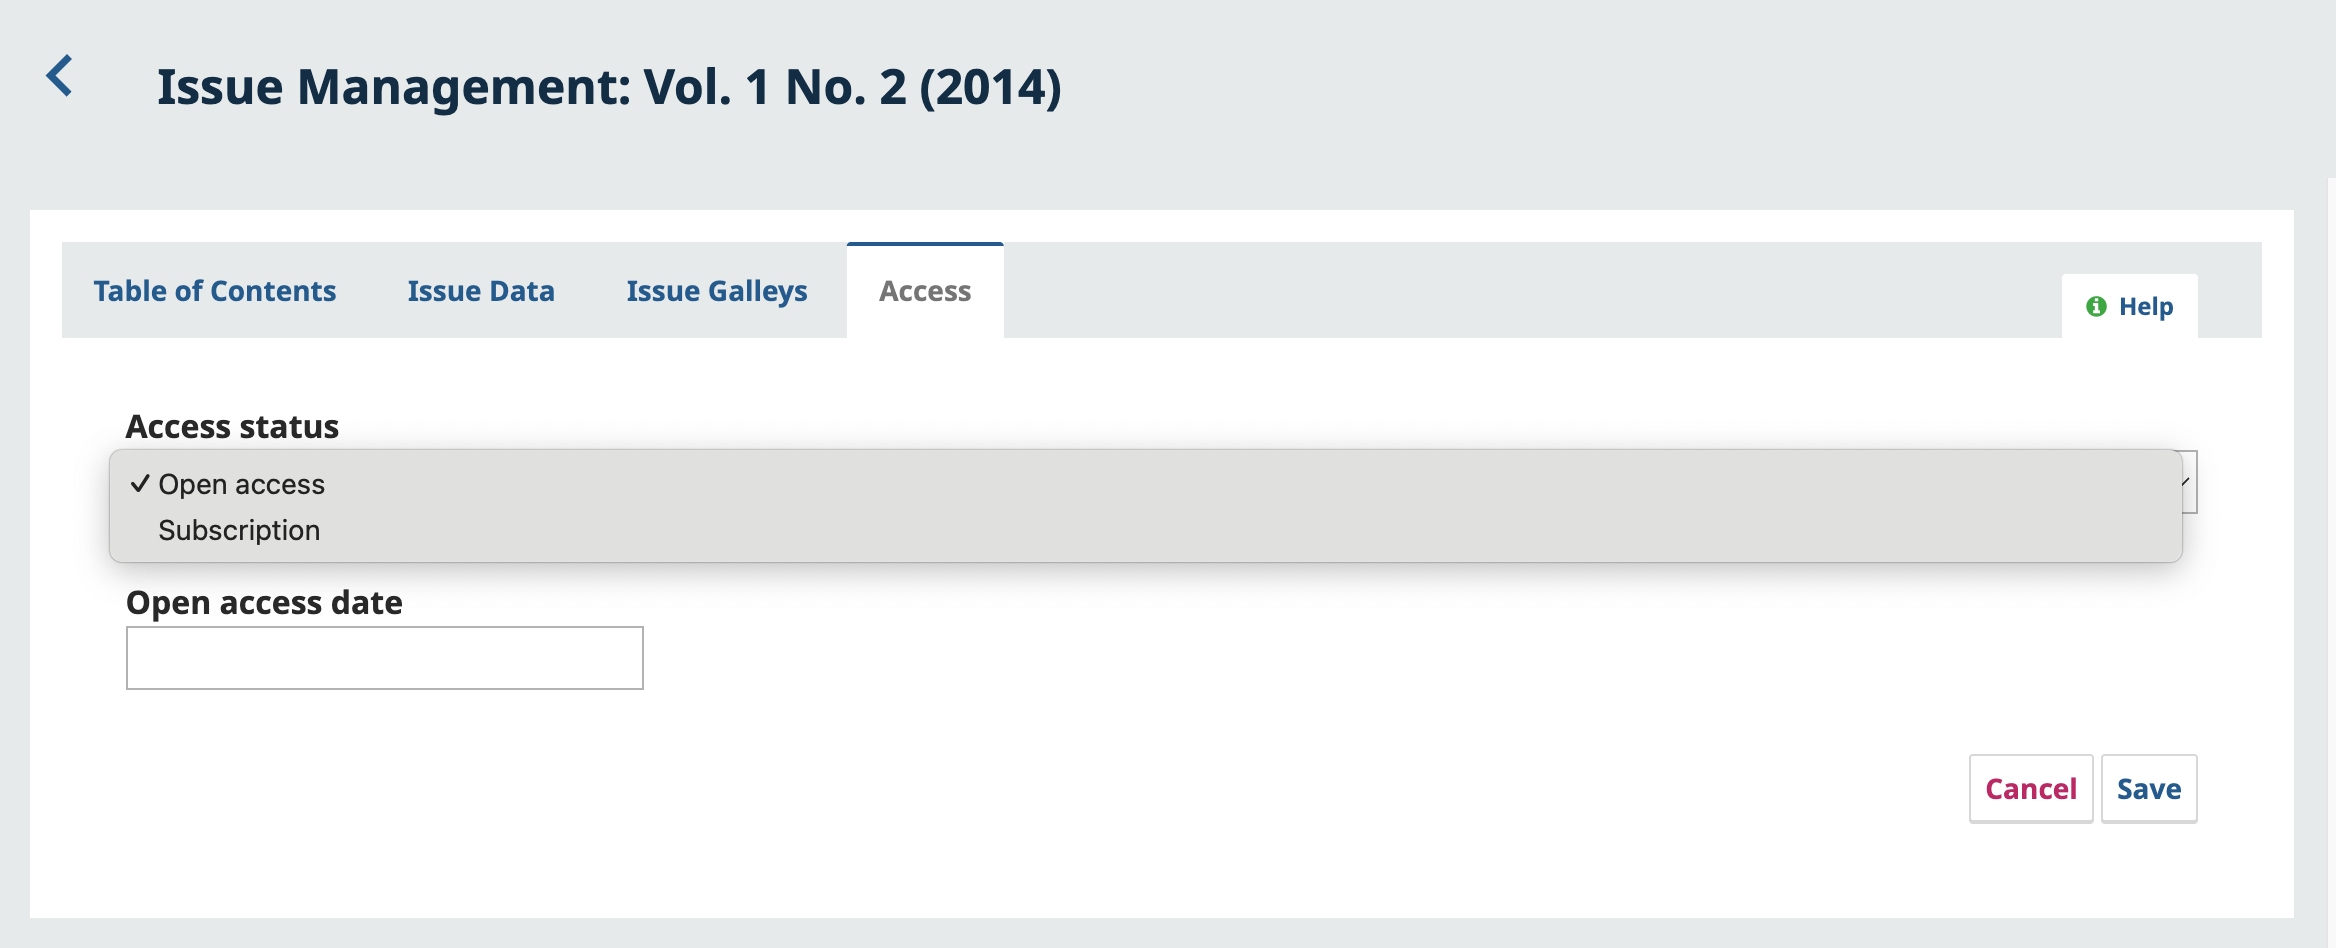 Issue Management: Vol. 1 No. 2 (2014)
Table of Contents
Issue Data
Issue Galleys
Access
Help
Access status
Open access
Subscription
Open access date
Cancel
Save